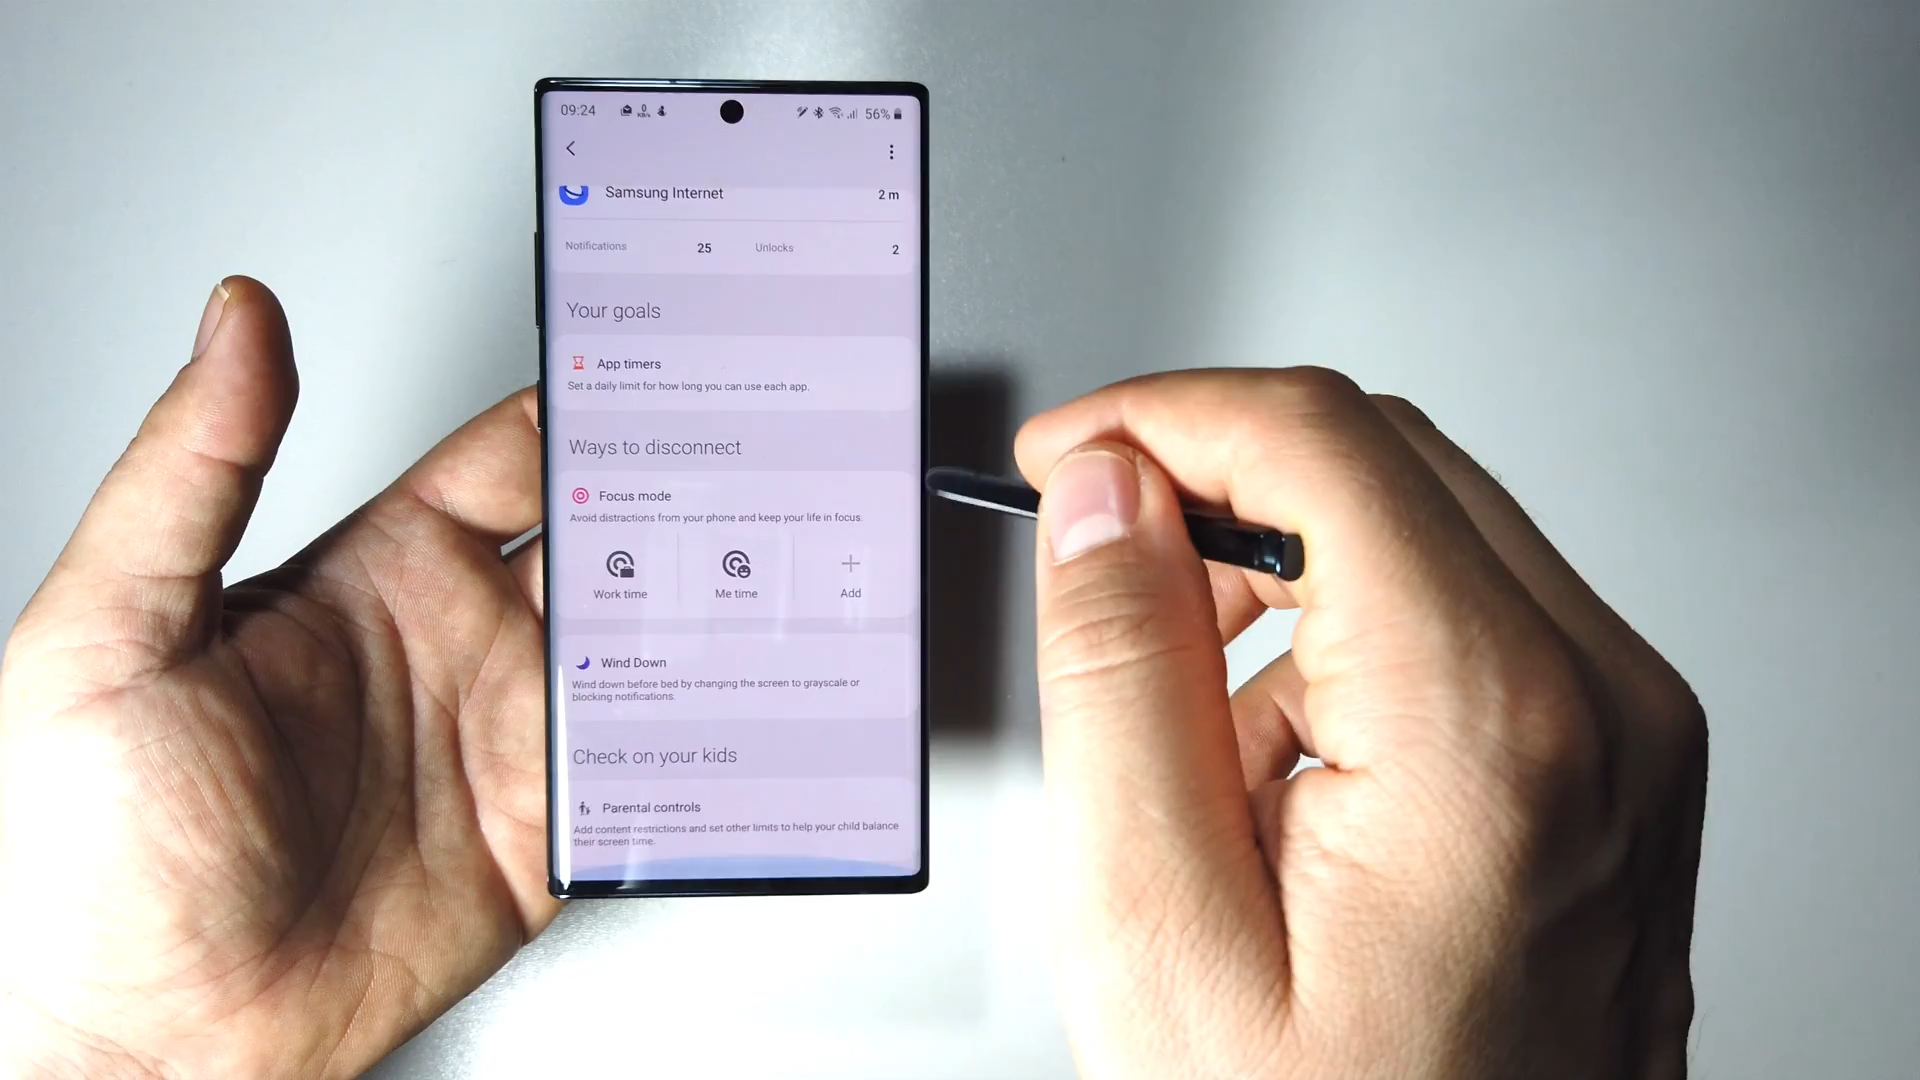 09:24 0 KB/s 56%
Samsung Internet 2 m
Notifications 25 Unlocks 2
Your goals
App timers
Set a daily limit for how long you can use each app.
Ways to disconnect
Focus mode
Avoid distractions from your phone and keep your life in focus.
Work time Me time Add
Wind Down
Wind down before bed by changing the screen to grayscale or
blocking notifications.
Check on your kids
Parental controls
Add content restrictions and set other limits to help your child balance
their screen time.